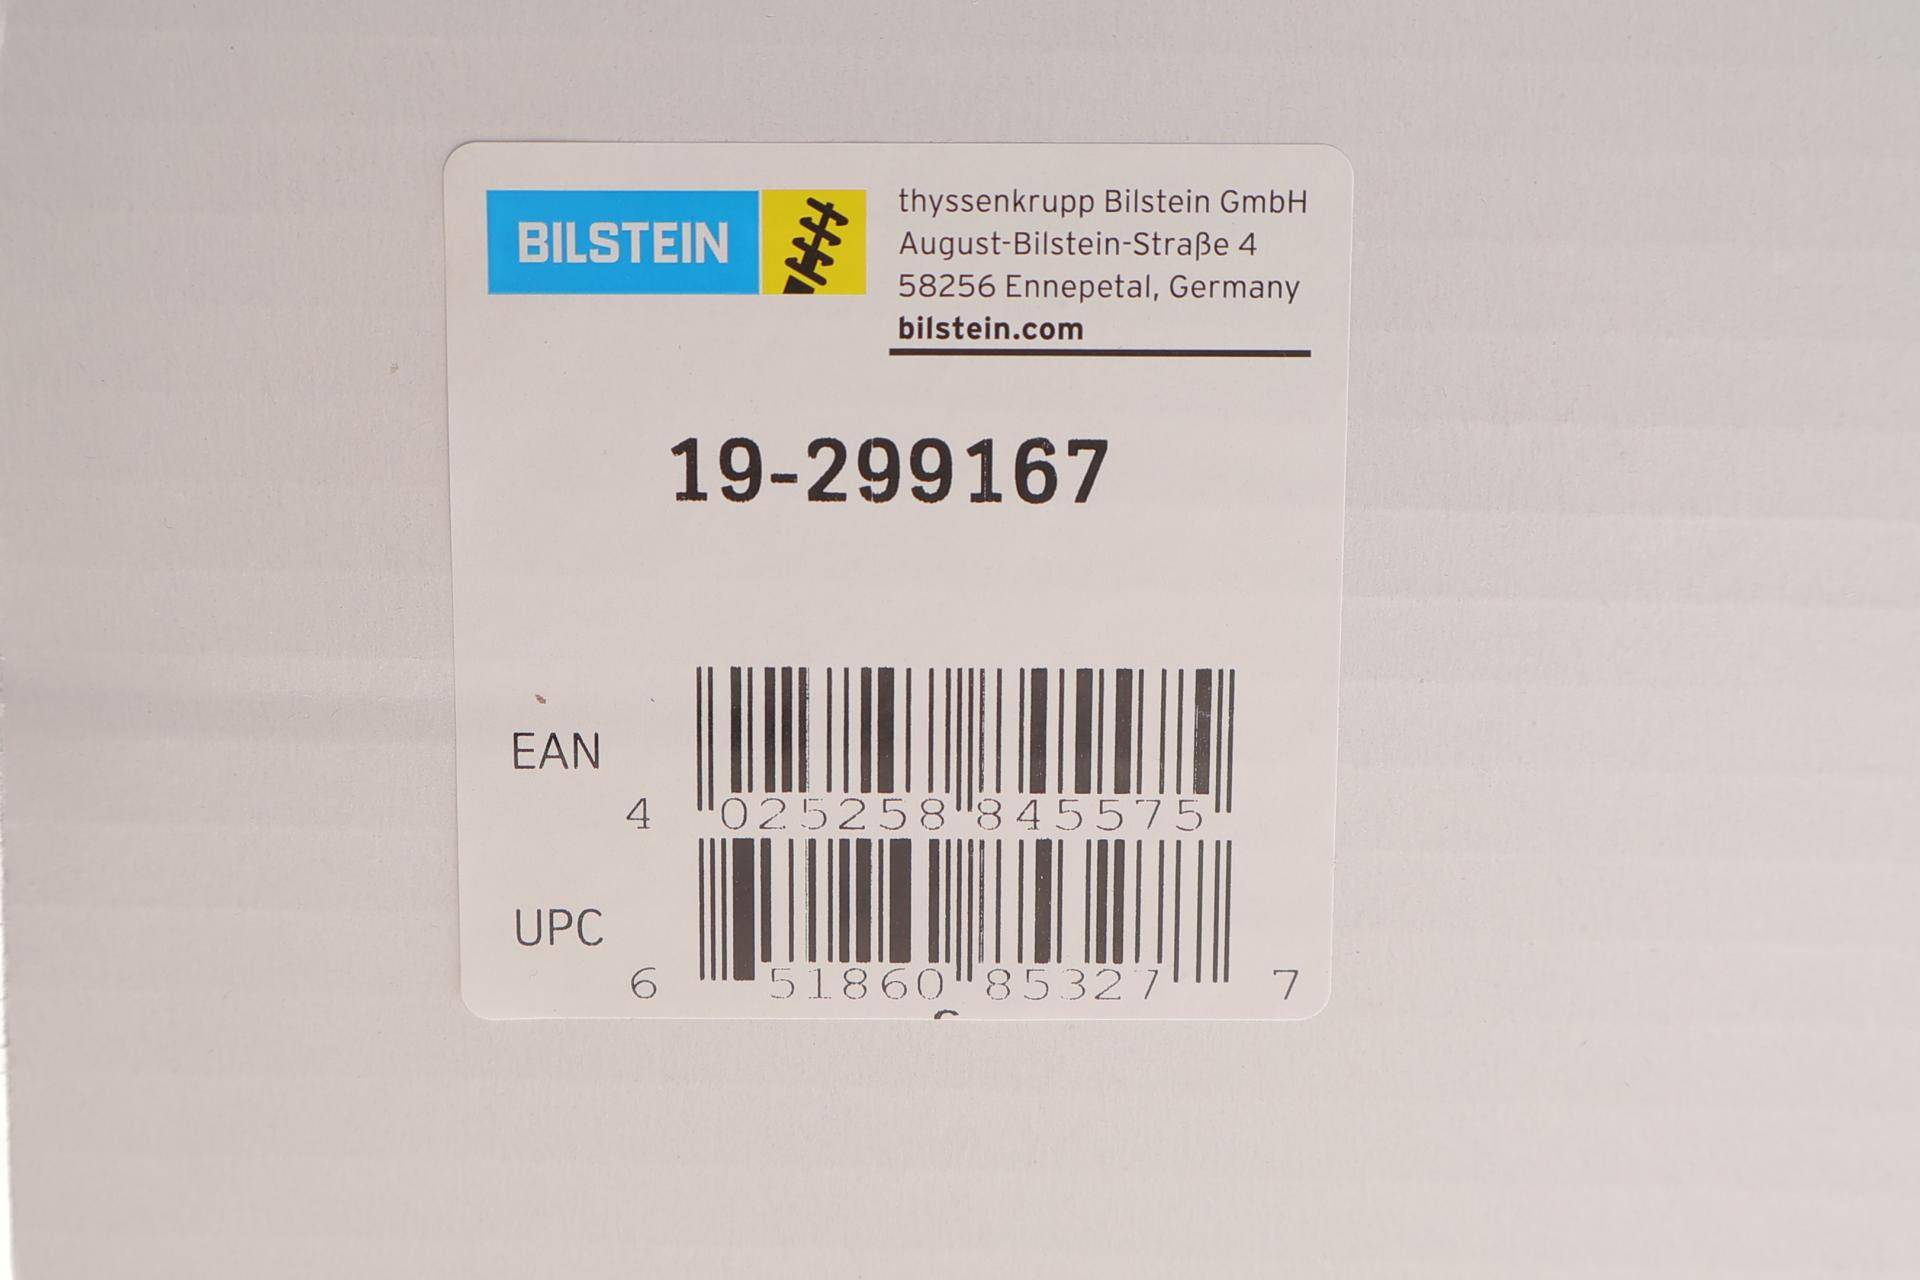 BILSTEIN
thyssenkrupp Bilstein GmbH
August-Bilstein-Straße 4
58256 Ennepetal, Germany
bilstein.com
19-299167
EAN
4 025258 845575
UPC
6 51860 85327 7